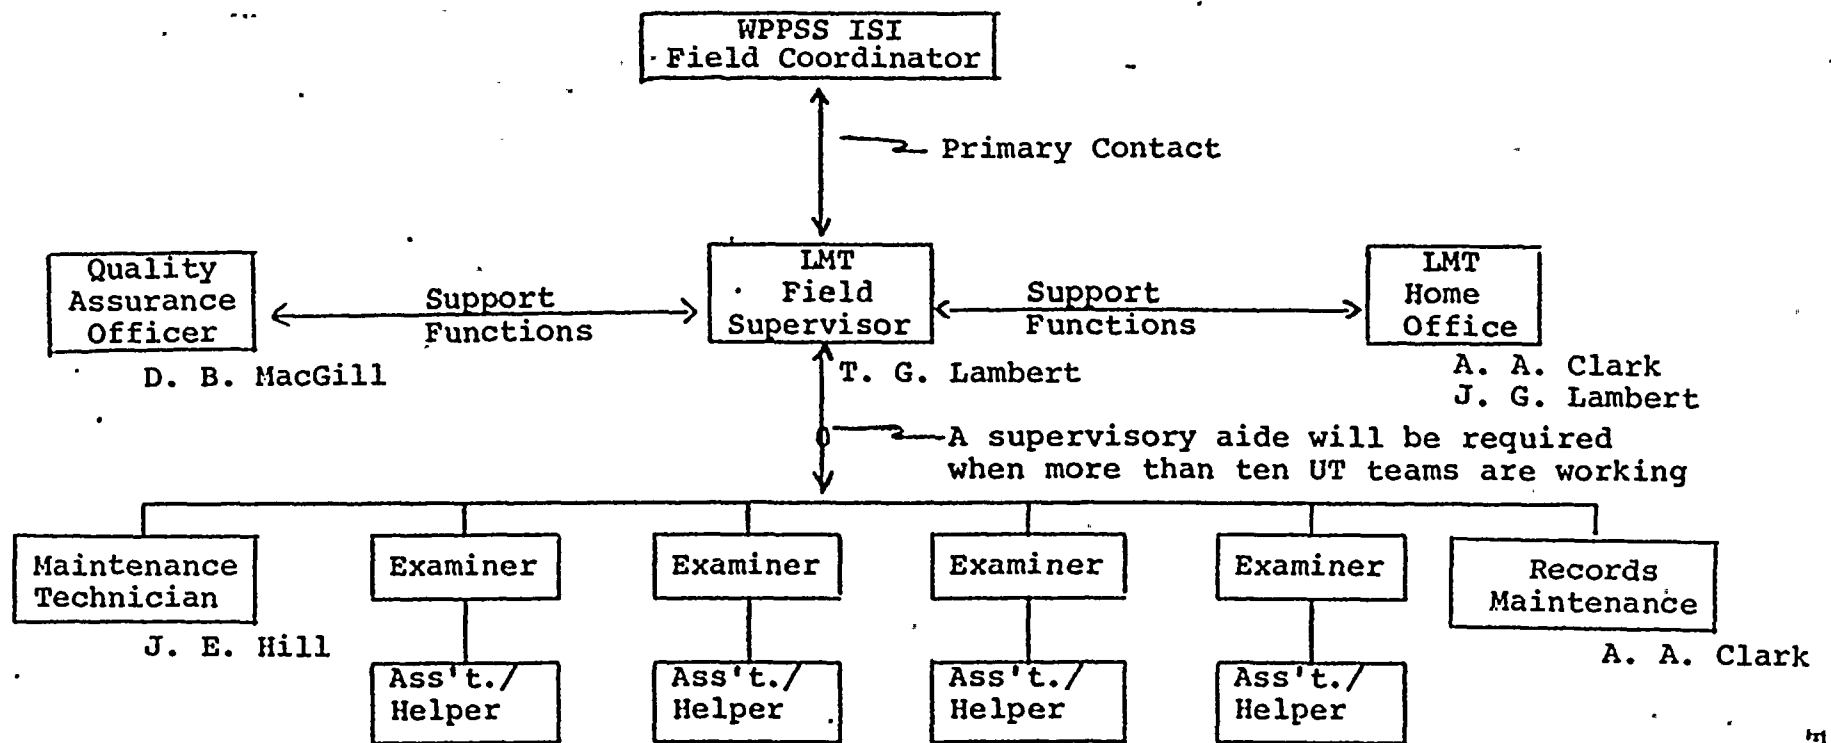 WPPSS ISI
Field Coordinator
Primary Contact
Quality
Assurance
Officer
D. B. MacGill
Support
Functions
LMT
Field
Supervisor
T. G. Lambert
Support
Functions
LMT
Home
Office
A. A. Clark
J. G. Lambert
A supervisory aide will be required
when more than ten UT teams are working
Maintenance
Technician
J. E. Hill
Examiner
Examiner
Examiner
Examiner
Records
Maintenance
A. A. Clark
Ass't./
Helper
Ass't./
Helper
Ass't./
Helper
Ass't./
Helper